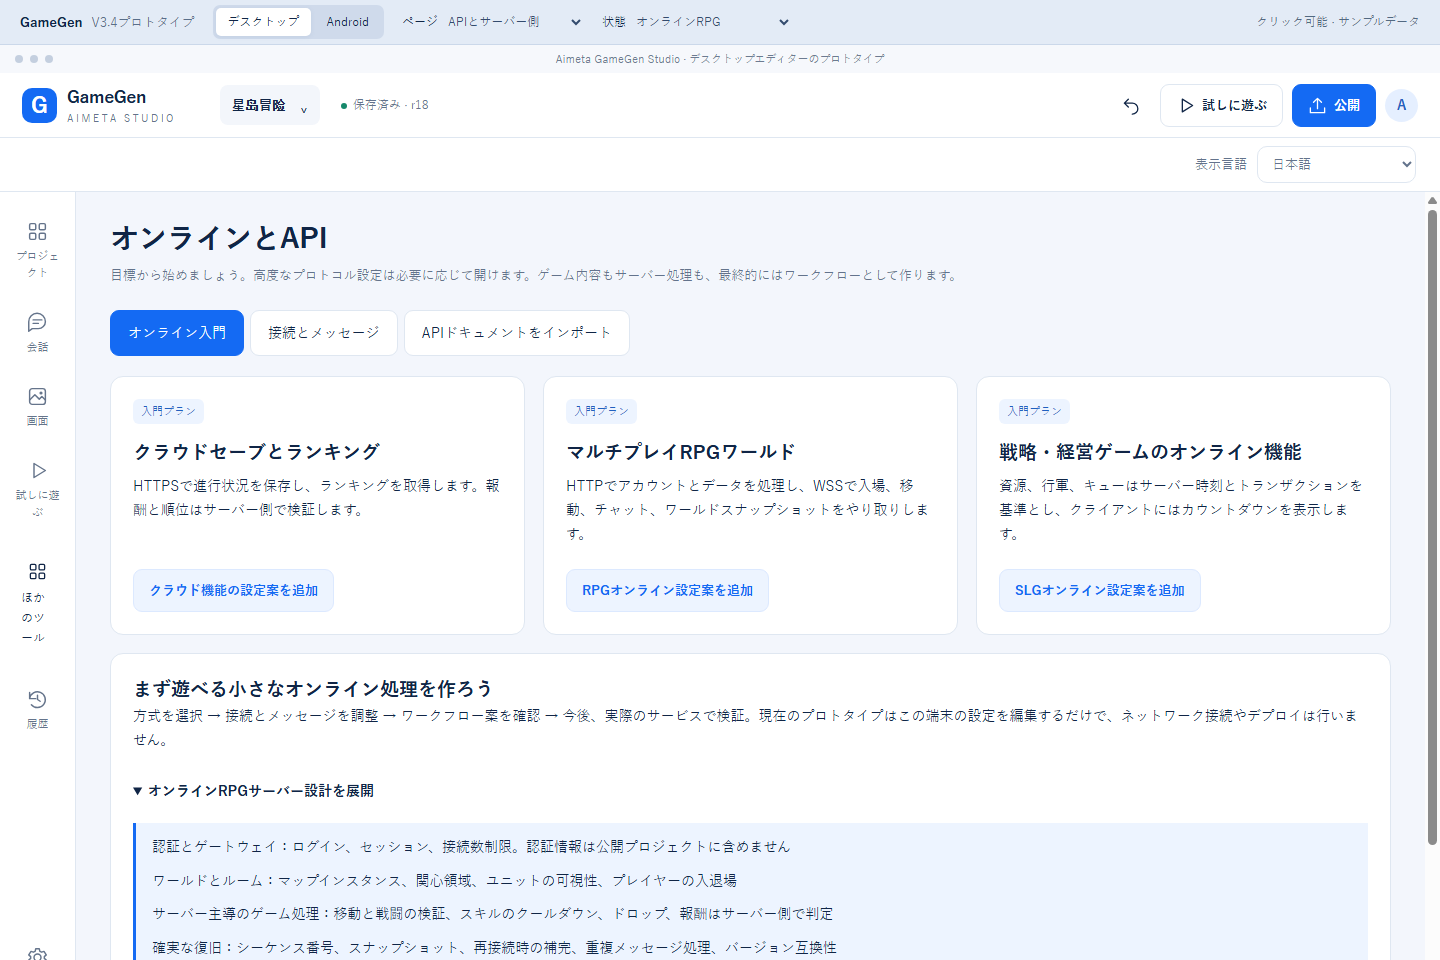 GameGen V3.4プロトタイプ デスクトップ Android ページ APIとサーバー側 状態 オンラインRPG クリック可能 · サンプルデータ
Aimeta GameGen Studio · デスクトップエディターのプロトタイプ
G GameGen
AIMETA STUDIO
星岛冒险
保存済み · r18
試しに遊ぶ
公開
A
表示言語 日本語
プロジェ
クト
会話
画面
試しに遊
ぶ
ほか
のツ
ール
履歴
オンラインとAPI
目標から始めましょう。高度なプロトコル設定は必要に応じて開けます。ゲーム内容もサーバー処理も、最終的にはワークフローとして作ります。
オンライン入門 接続とメッセージ APIドキュメントをインポート
入門プラン
クラウドセーブとランキング
HTTPSで進行状況を保存し、ランキングを取得します。報
酬と順位はサーバー側で検証します。
クラウド機能の設定案を追加
入門プラン
マルチプレイRPGワールド
HTTPでアカウントとデータを処理し、WSSで入場、移
動、チャット、ワールドスナップショットをやり取りしま
す。
RPGオンライン設定案を追加
入門プラン
戦略・経営ゲームのオンライン機能
資源、行軍、キューはサーバー時刻とトランザクションを
基準とし、クライアントにはカウントダウンを表示しま
す。
SLGオンライン設定案を追加
まず遊べる小さなオンライン処理を作ろう
方式を選択 → 接続とメッセージを調整 → ワークフロー案を確認 → 今後、実際のサービスで検証。現在のプロトタイプはこの端末の設定を編集するだけで、ネットワーク接続やデプロイは行いま
せん。
▼ オンラインRPGサーバー設計を展開
認証とゲートウェイ：ログイン、セッション、接続数制限。認証情報は公開プロジェクトに含めません
ワールドとルーム：マップインスタンス、関心領域、ユニットの可視性、プレイヤーの入退場
サーバー主導のゲーム処理：移動と戦闘の検証、スキルのクールダウン、ドロップ、報酬はサーバー側で判定
確実な復旧：シーケンス番号、スナップショット、再接続時の補完、重複メッセージ処理、バージョン互換性